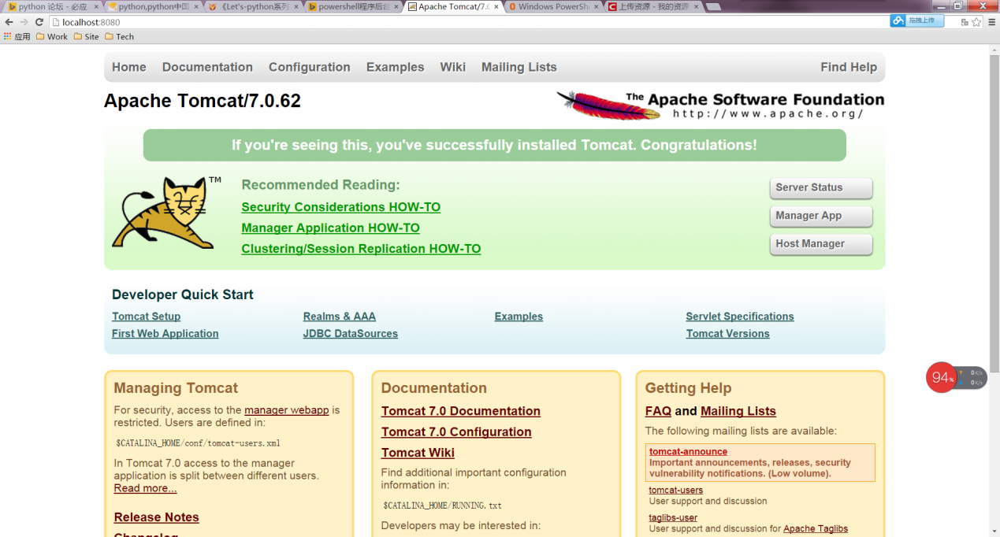 python 论坛 - 必应
python,python中国
《Let's-python系列
powershell程序后台
Apache Tomcat/7.0
Windows PowerSh
上传资源 - 我的资源
localhost:8080
拖拽上传
应用 Work Site Tech
Home Documentation Configuration Examples Wiki Mailing Lists Find Help
Apache Tomcat/7.0.62
The Apache Software Foundation
http://www.apache.org/
If you're seeing this, you've successfully installed Tomcat. Congratulations!
TM
Recommended Reading:
Security Considerations HOW-TO
Manager Application HOW-TO
Clustering/Session Replication HOW-TO
Server Status
Manager App
Host Manager
Developer Quick Start
Tomcat Setup Realms & AAA Examples Servlet Specifications
First Web Application JDBC DataSources Tomcat Versions
94%
0K/s
0K/s
Managing Tomcat
For security, access to the manager webapp is
restricted. Users are defined in:
$CATALINA_HOME/conf/tomcat-users.xml
In Tomcat 7.0 access to the manager
application is split between different users.
Read more...
Release Notes
Changelog
Documentation
Tomcat 7.0 Documentation
Tomcat 7.0 Configuration
Tomcat Wiki
Find additional important configuration
information in:
$CATALINA_HOME/RUNNING.txt
Developers may be interested in:
Getting Help
FAQ and Mailing Lists
The following mailing lists are available:
tomcat-announce
Important announcements, releases, security
vulnerability notifications. (Low volume).
tomcat-users
User support and discussion
taglibs-user
User support and discussion for Apache Taglibs